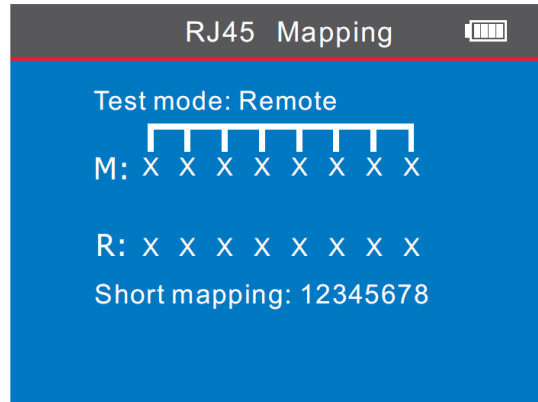 RJ45 Mapping
Test mode: Remote
M: X X X X X X X X
R: X X X X X X X X
Short mapping: 12345678